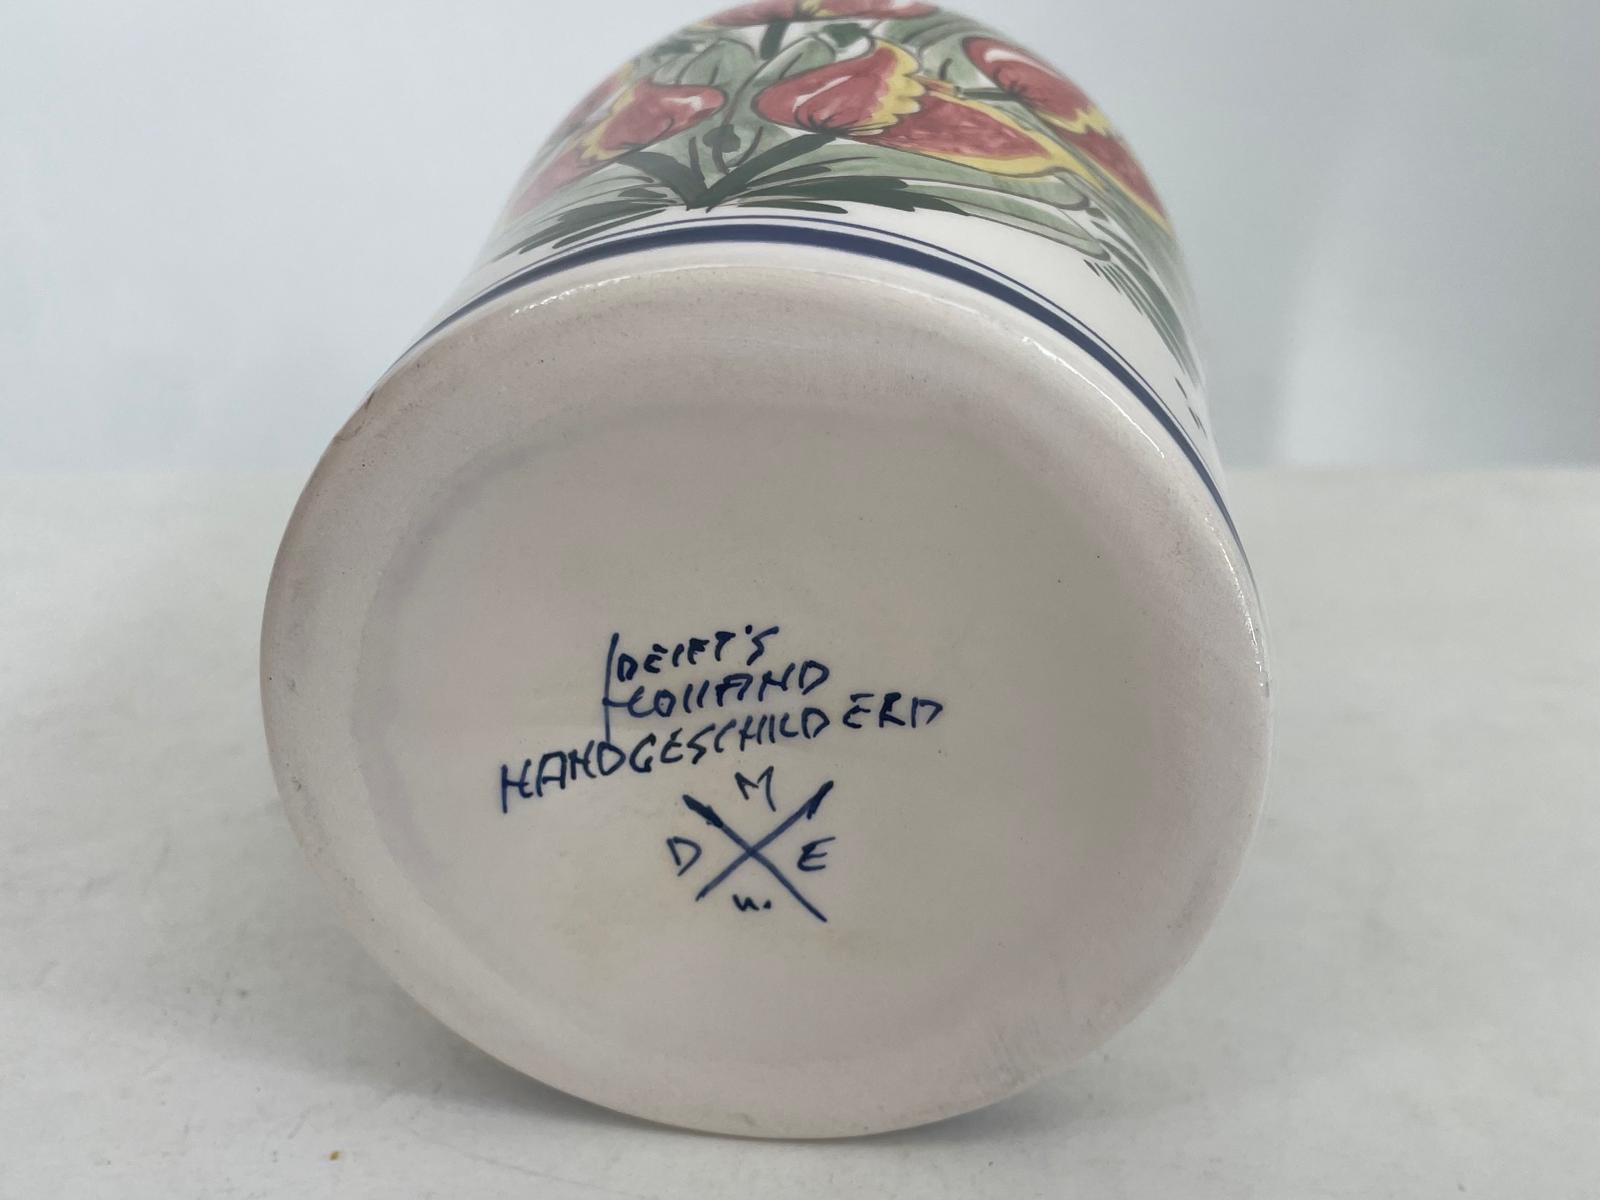 DELFT'S
HOLLAND
HANDGESCHILDERD
M
D E
n.